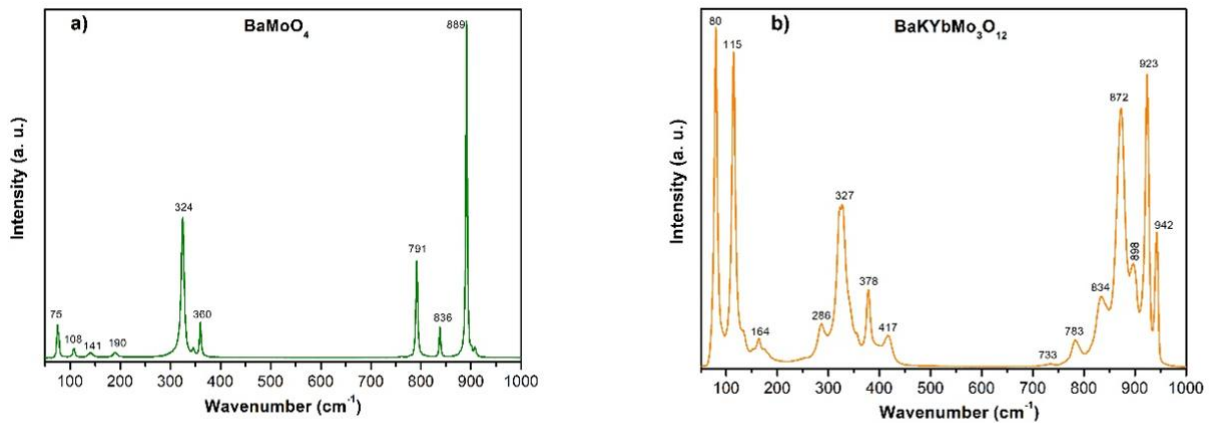 a)
BaMoO₄
889
324
791
75
108
141
190
360
836
50 100 200 300 400 500 600 700 800 900 1000
Wavenumber (cm⁻¹)
Intensity (a. u.)
b)
BaKYbMo₃O₁₂
80
115
923
872
327
942
898
378
834
286
417
164
783
733
100 200 300 400 500 600 700 800 900 1000
Wavenumber (cm⁻¹)
Intensity (a. u.)